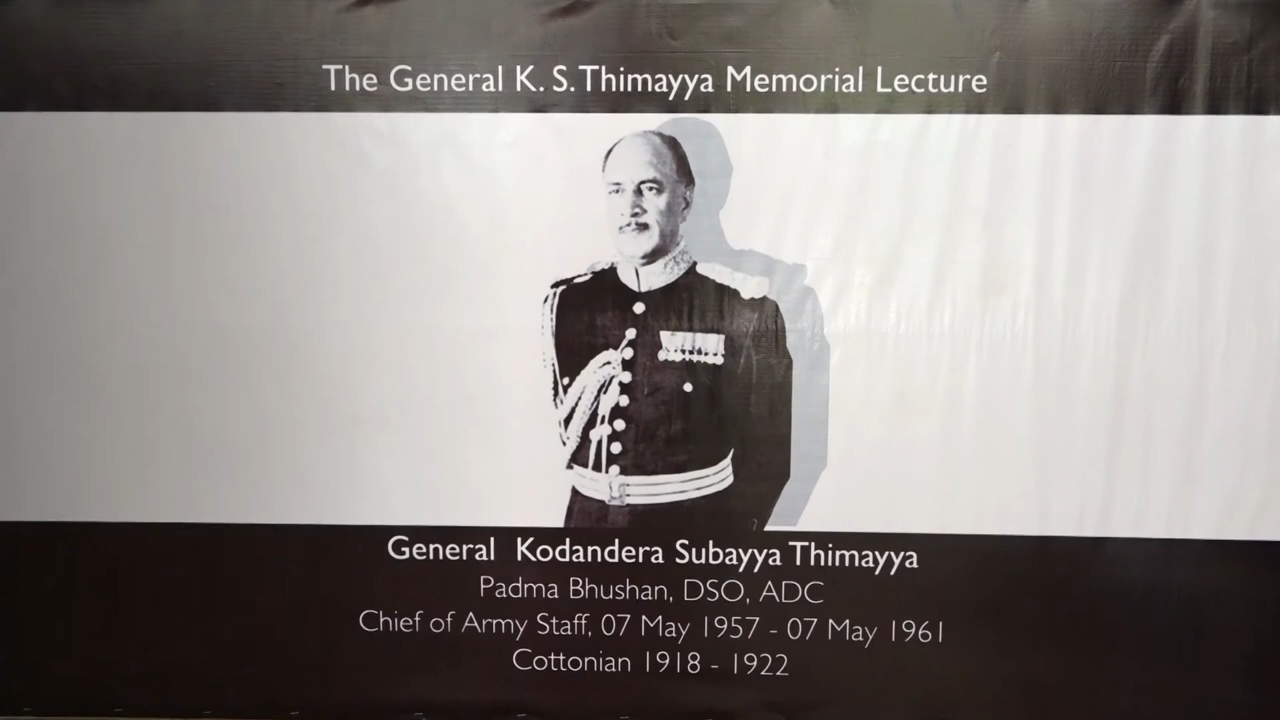 The General K. S. Thimayya Memorial Lecture
General Kodandera Subayya Thimayya
Padma Bhushan, DSO, ADC
Chief of Army Staff, 07 May 1957 - 07 May 1961
Cottonian 1918 - 1922